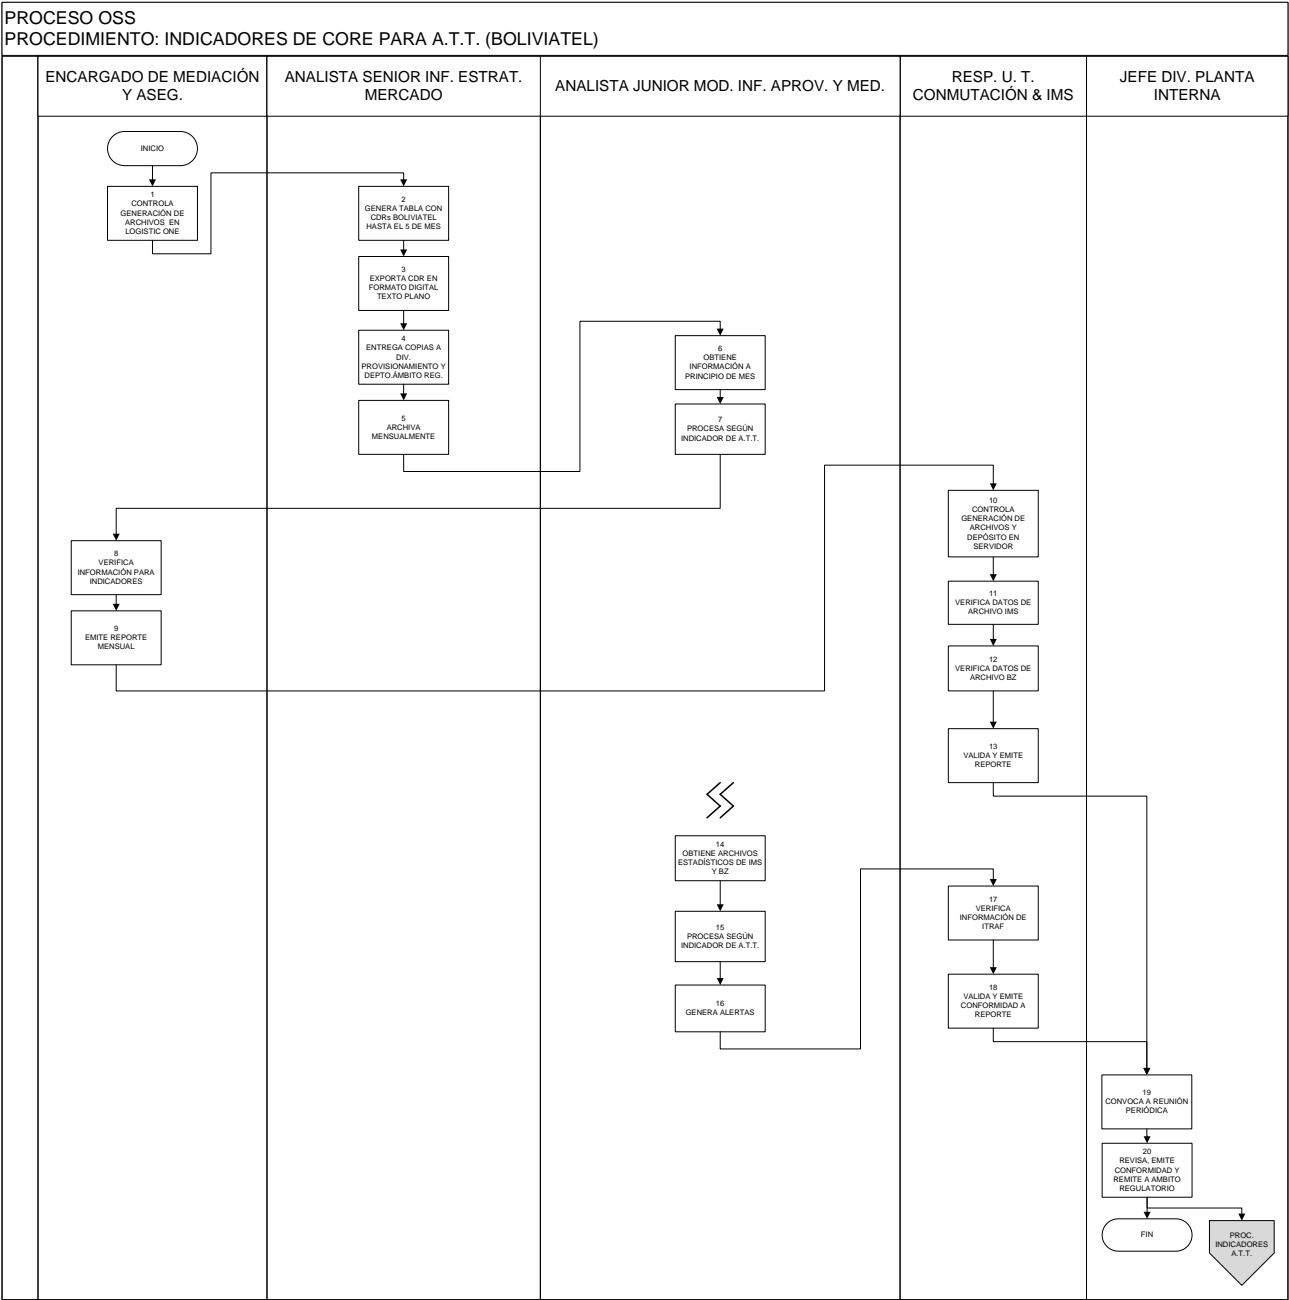 PROCESO OSS
PROCEDIMIENTO: INDICADORES DE CORE PARA A.T.T. (BOLIVIATEL)
ENCARGADO DE MEDIACIÓN
Y ASEG.
ANALISTA SENIOR INF. ESTRAT.
MERCADO
ANALISTA JUNIOR MOD. INF. APROV. Y MED.
RESP. U. T.
CONMUTACIÓN & IMS
JEFE DIV. PLANTA
INTERNA
INICIO
1
CONTROLA
GENERACIÓN DE
ARCHIVOS EN
LOGISTIC ONE
2
GENERA TABLA CON
CDRs BOLIVIATEL
HASTA EL 5 DE MES
3
EXPORTA CDR EN
FORMATO DIGITAL
TEXTO PLANO
4
ENTREGA COPIAS A
DIV.
PROVISIONAMIENTO Y
DEPTO.ÁMBITO REG.
5
ARCHIVA
MENSUALMENTE
6
OBTIENE
INFORMACIÓN A
PRINCIPIO DE MES
7
PROCESA SEGÚN
INDICADOR DE A.T.T.
8
VERIFICA
INFORMACIÓN PARA
INDICADORES
9
EMITE REPORTE
MENSUAL
10
CONTROLA
GENERACIÓN DE
ARCHIVOS Y
DEPÓSITO EN
SERVIDOR
11
VERIFICA DATOS DE
ARCHIVO IMS
12
VERIFICA DATOS DE
ARCHIVO BZ
13
VALIDA Y EMITE
REPORTE
14
OBTIENE ARCHIVOS
ESTADÍSTICOS DE IMS
Y BZ
15
PROCESA SEGÚN
INDICADOR DE A.T.T.
16
GENERA ALERTAS
17
VERIFICA
INFORMACIÓN DE
ITRAF
18
VALIDA Y EMITE
CONFORMIDAD A
REPORTE
19
CONVOCA A REUNIÓN
PERIÓDICA
20
REVISA, EMITE
CONFORMIDAD Y
REMITE A AMBITO
REGULATORIO
FIN
PROC.
INDICADORES
A.T.T.